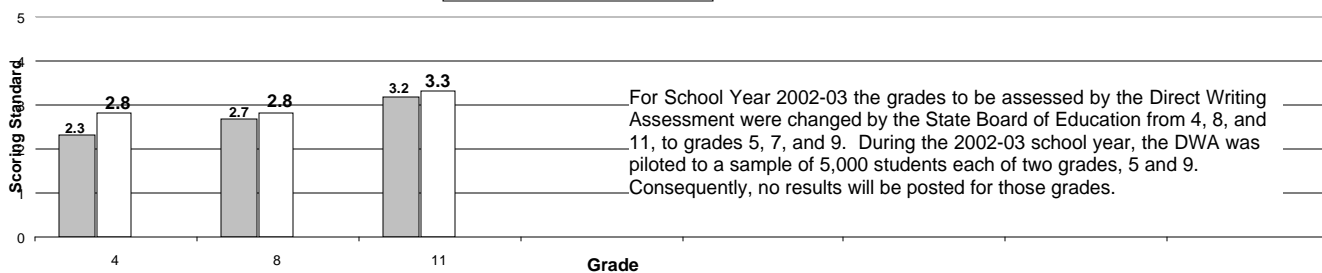 5
4
3
2
1
0
Scoring Standard
2.3
2.8
2.7
2.8
3.2
3.3
For School Year 2002-03 the grades to be assessed by the Direct Writing
Assessment were changed by the State Board of Education from 4, 8, and
11, to grades 5, 7, and 9.  During the 2002-03 school year, the DWA was
piloted to a sample of 5,000 students each of two grades, 5 and 9.
Consequently, no results will be posted for those grades.
4
8
11
Grade